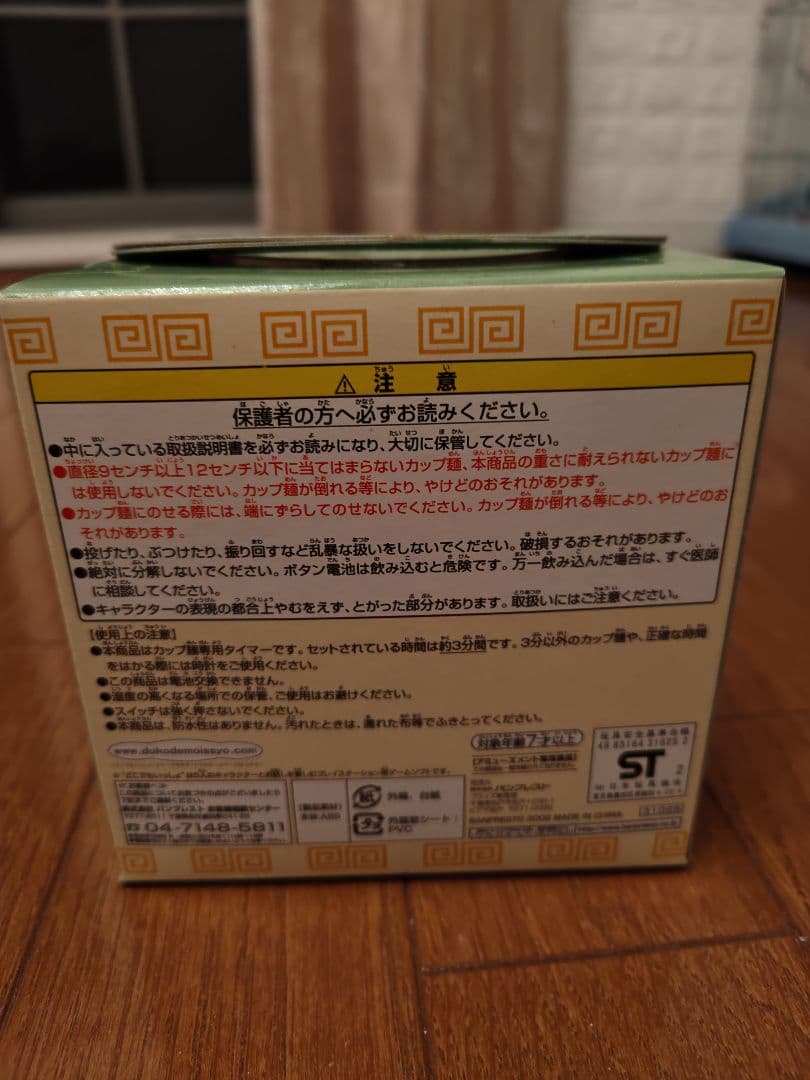 ⚠ 注 意
保護者の方へ必ずお読みください。
●中に入っている取扱説明書を必ずお読みになり、大切に保管してください。
●直径9センチ以上12センチ以下に当てはまらないカップ麺、本商品の重さに耐えられないカップ麺に
は使用しないでください。カップ麺が倒れる等により、やけどのおそれがあります。
●カップ麺にのせる際には、端にずらしてのせないでください。カップ麺が倒れる等により、やけどのお
それがあります。
●投げたり、ぶつけたり、振り回すなど乱暴な扱いをしないでください。破損するおそれがあります。
●絶対に分解しないでください。ボタン電池は飲み込むと危険です。万一飲み込んだ場合は、すぐ医師
に相談してください。
●キャラクターの表現の都合上やむをえず、とがった部分があります。取扱いにはご注意ください。
【使用上の注意】
●本商品はカップ麺専用タイマーです。セットされている時間は約3分間です。3分以外のカップ麺や、正確な時間
をはかる際には時計をご使用ください。
●この商品は電池交換できません。
●湿度の高くなる場所での保管、ご使用はお避けください。
●スイッチは強く押さないでください。
●本商品は、防水性はありません。汚れたときは、濡れた布等でふきとってください。
www.dokodemoissyo.com
対象年齢7才以上
ST 2
外箱、台紙
外箱窓シート/
PVC
☎ 04-7148-5811
MADE IN CHINA